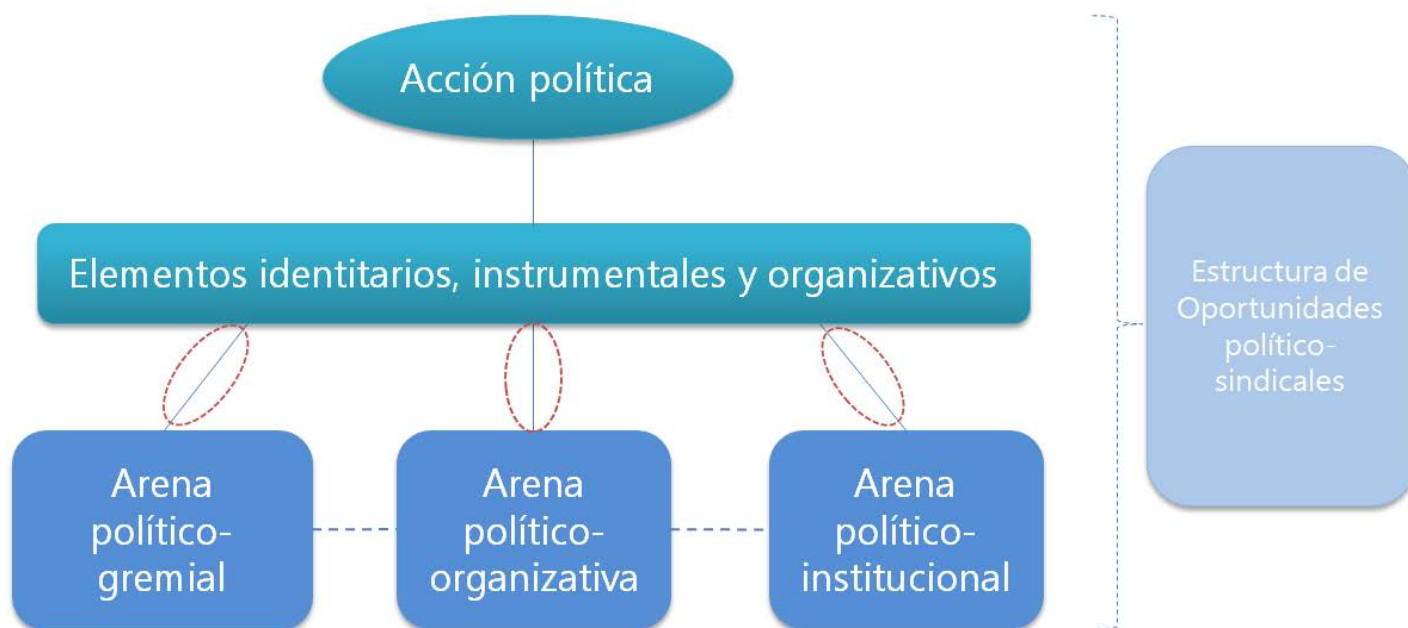 Acción política
Elementos identitarios, instrumentales y organizativos
Arena
político-
gremial
Arena
político-
organizativa
Arena
político-
institucional
Estructura de
Oportunidades
político-
sindicales